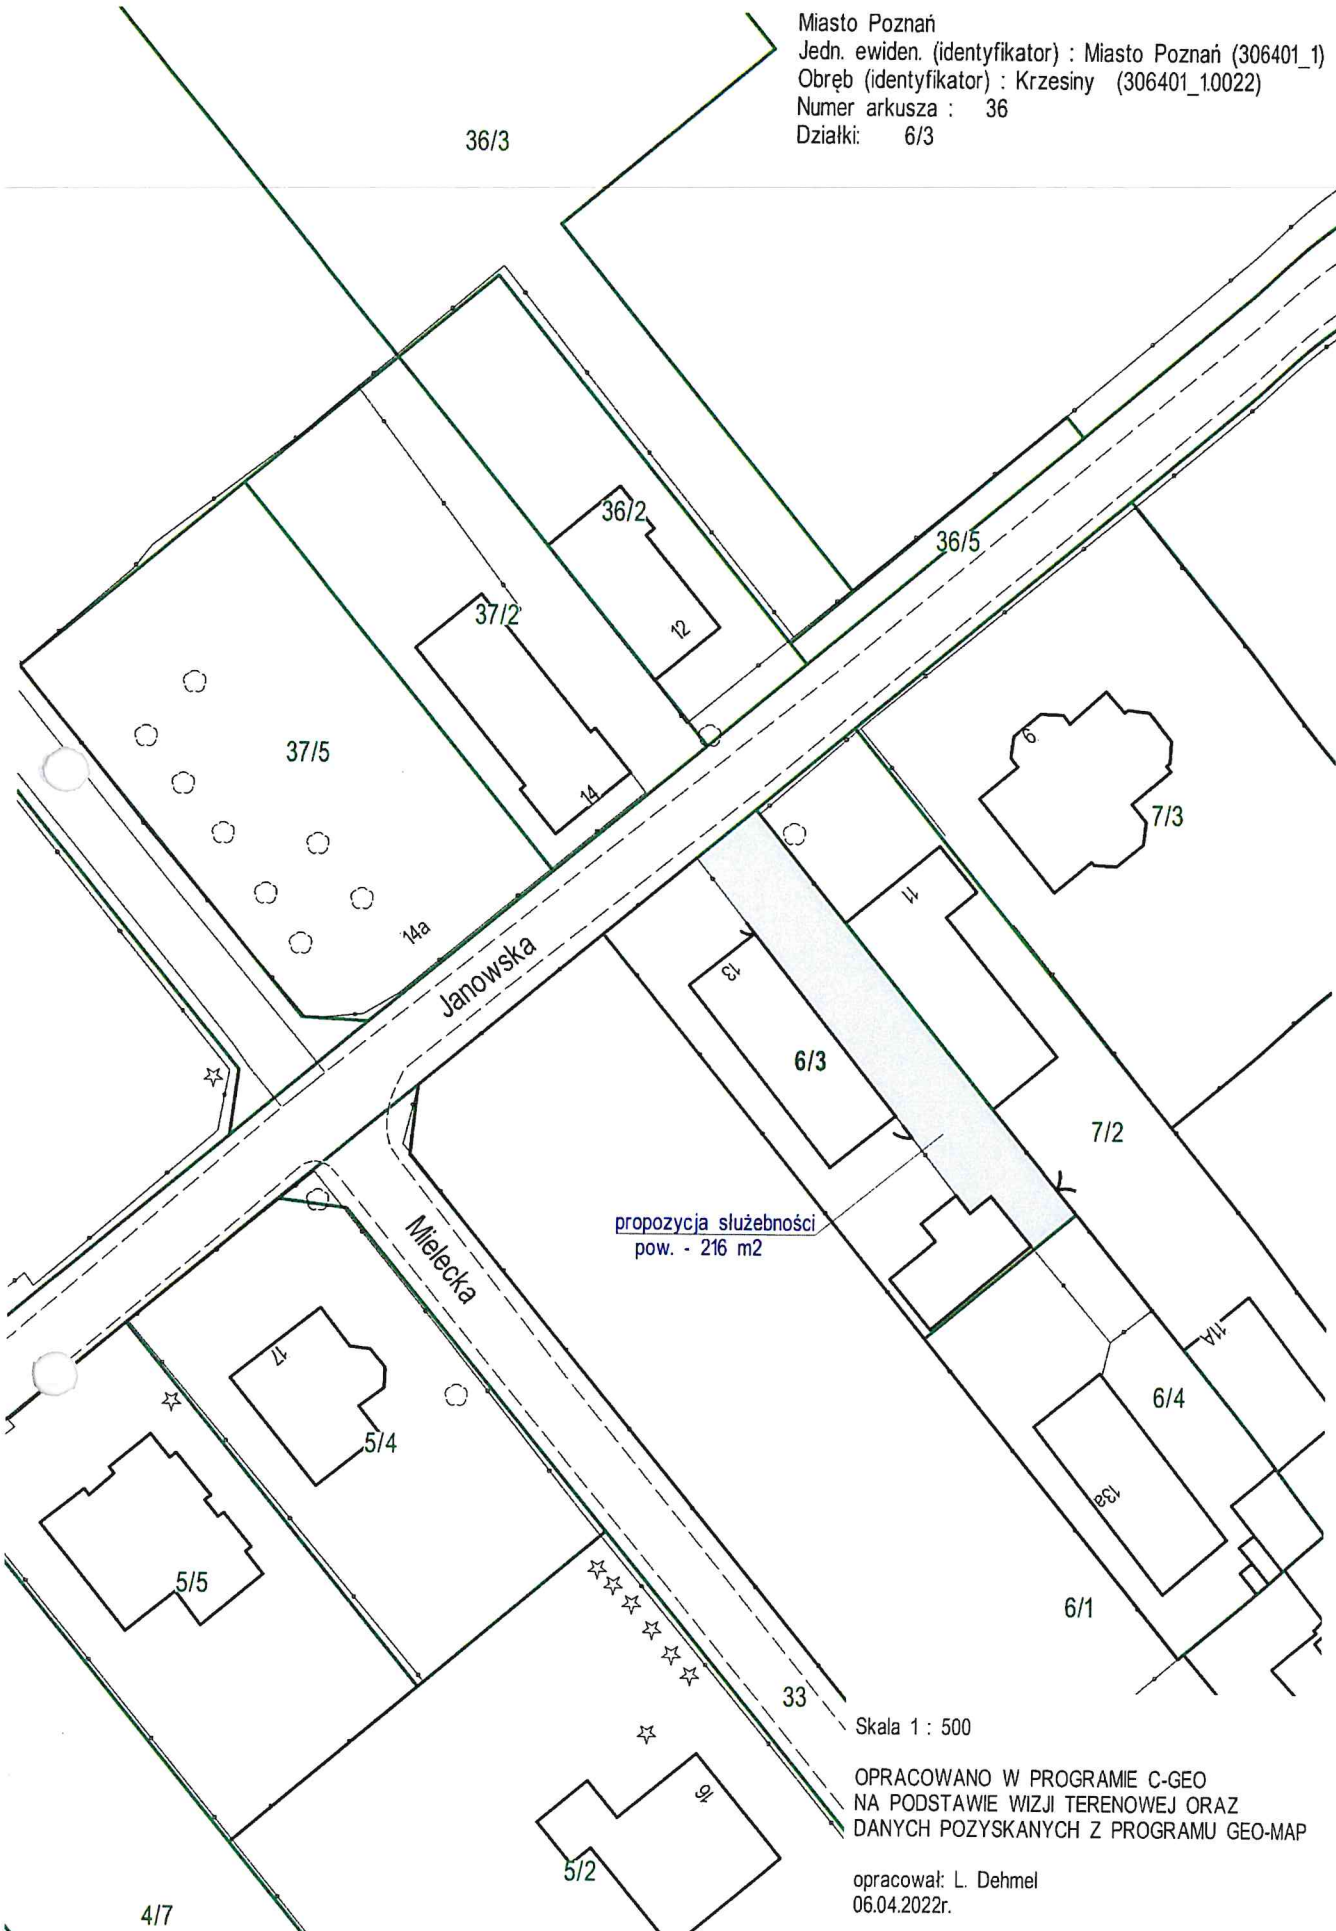 Miasto Poznań
Jedn. ewiden. (identyfikator) : Miasto Poznań (306401_1)
Obręb (identyfikator) : Krzesiny (306401_1.0022)
Numer arkusza : 36
Działki: 6/3
36/3
36/2
36/5
37/2
12
6
37/5
14
7/3
11
14a
Janowska
13
6/3
7/2
propozycja służebności
pow. - 216 m2
Mielecka
17
11A
6/4
5/4
13a
5/5
6/1
33
Skala 1 : 500
OPRACOWANO W PROGRAMIE C-GEO
NA PODSTAWIE WIZJI TERENOWEJ ORAZ
DANYCH POZYSKANYCH Z PROGRAMU GEO-MAP
16
5/2
opracował: L. Dehmel
06.04.2022r.
4/7